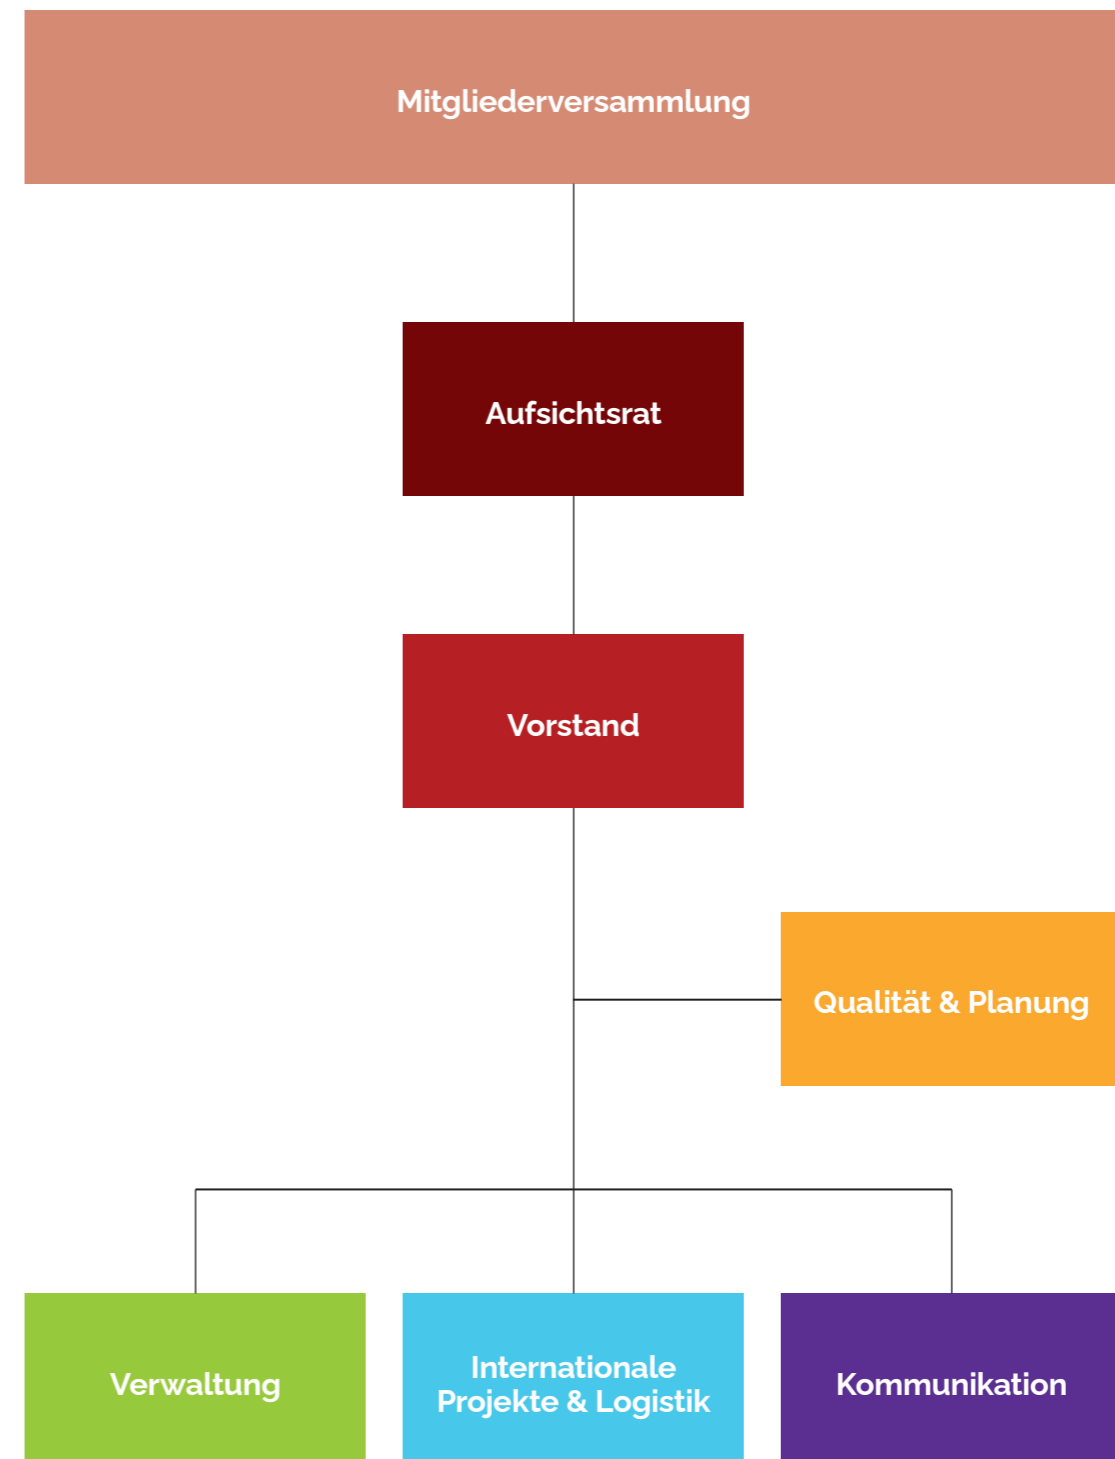 Mitgliederversammlung
Aufsichtsrat
Vorstand
Qualität & Planung
Verwaltung
Internationale
Projekte & Logistik
Kommunikation